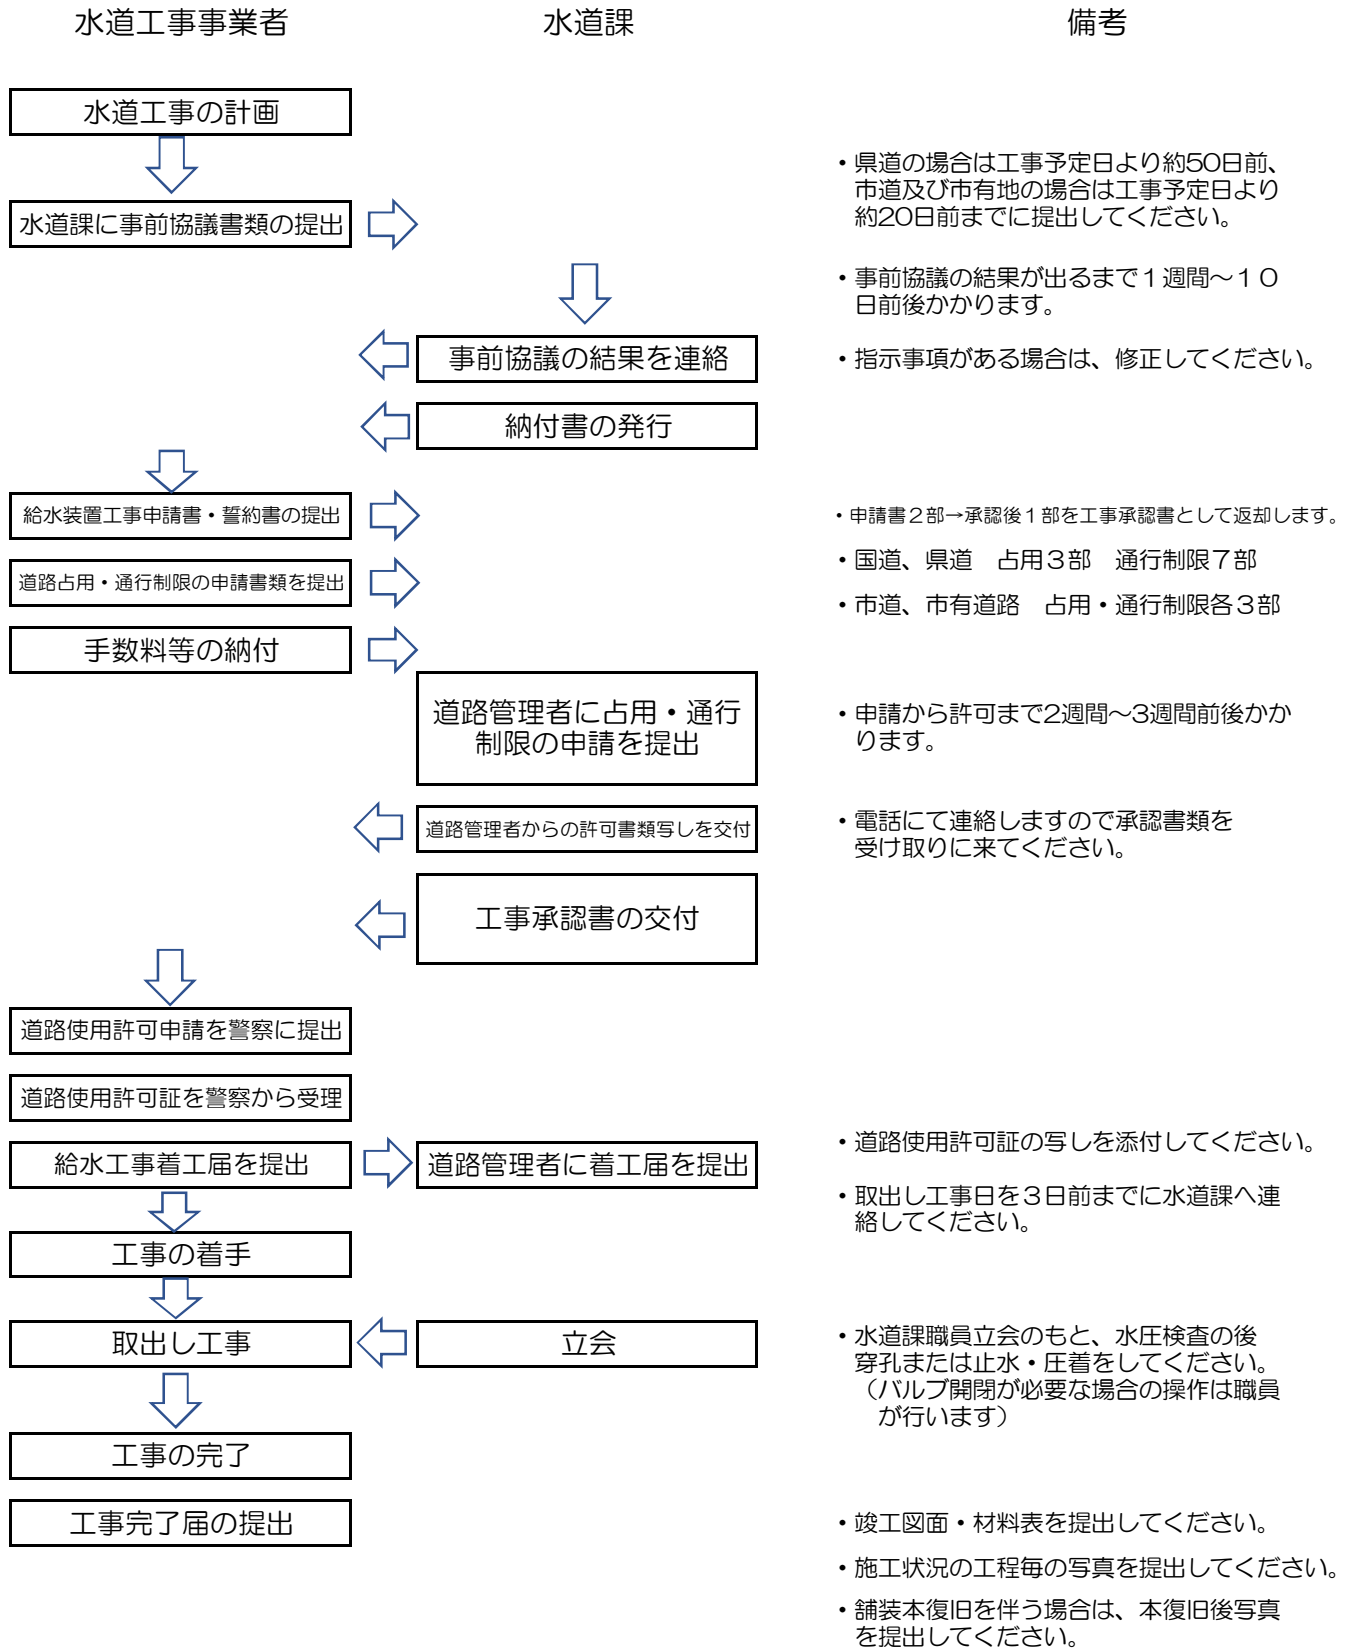 水道工事事業者
水道課
備考
水道工事の計画
水道課に事前協議書類の提出
・県道の場合は工事予定日より約50日前、
市道及び市有地の場合は工事予定日より
約20日前までに提出してください。
・事前協議の結果が出るまで１週間～１０
日前後かかります。
事前協議の結果を連絡
・指示事項がある場合は、修正してください。
納付書の発行
給水装置工事申請書・誓約書の提出
・申請書２部→承認後１部を工事承認書として返却します。
道路占用・通行制限の申請書類を提出
・国道、県道　占用３部　通行制限７部
・市道、市有道路　占用・通行制限各３部
手数料等の納付
道路管理者に占用・通行
制限の申請を提出
・申請から許可まで2週間～3週間前後かか
ります。
道路管理者からの許可書類写しを交付
・電話にて連絡しますので承認書類を
受け取りに来てください。
工事承認書の交付
道路使用許可申請を警察に提出
道路使用許可証を警察から受理
給水工事着工届を提出
道路管理者に着工届を提出
・道路使用許可証の写しを添付してください。
・取出し工事日を３日前までに水道課へ連
絡してください。
工事の着手
取出し工事
立会
・水道課職員立会のもと、水圧検査の後
穿孔または止水・圧着をしてください。
（バルブ開閉が必要な場合の操作は職員
が行います）
工事の完了
工事完了届の提出
・竣工図面・材料表を提出してください。
・施工状況の工程毎の写真を提出してください。
・舗装本復旧を伴う場合は、本復旧後写真
を提出してください。